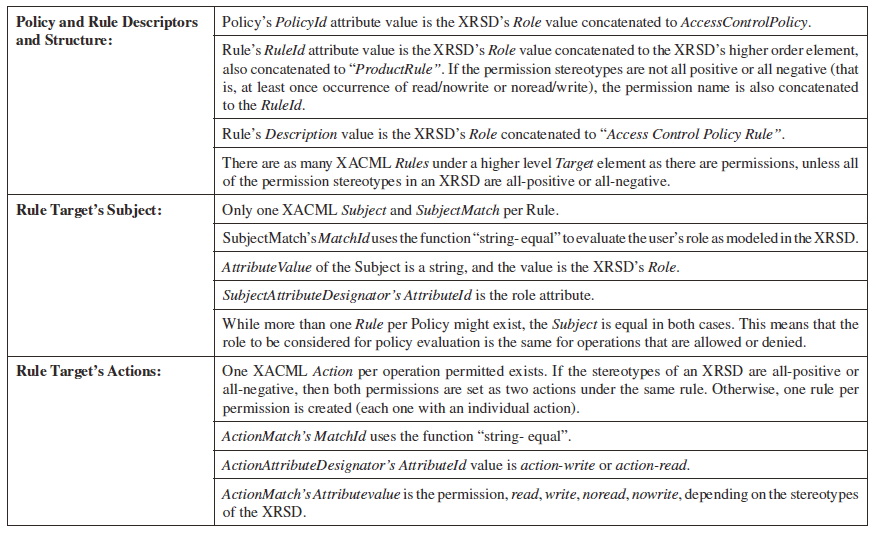 Policy and Rule Descriptors
and Structure:
Policy's PolicyId attribute value is the XRSD's Role value concatenated to AccessControlPolicy.
Rule's RuleId attribute value is the XRSD's Role value concatenated to the XRSD's higher order element,
also concatenated to “ProductRule”. If the permission stereotypes are not all positive or all negative (that
is, at least once occurrence of read/nowrite or noread/write), the permission name is also concatenated
to the RuleId.
Rule's Description value is the XRSD's Role concatenated to “Access Control Policy Rule”.
There are as many XACML Rules under a higher level Target element as there are permissions, unless all
of the permission stereotypes in an XRSD are all-positive or all-negative.
Rule Target's Subject:
Only one XACML Subject and SubjectMatch per Rule.
SubjectMatch's MatchId uses the function “string- equal” to evaluate the user's role as modeled in the XRSD.
AttributeValue of the Subject is a string, and the value is the XRSD's Role.
SubjectAttributeDesignator's AttributeId is the role attribute.
While more than one Rule per Policy might exist, the Subject is equal in both cases. This means that the
role to be considered for policy evaluation is the same for operations that are allowed or denied.
Rule Target's Actions:
One XACML Action per operation permitted exists. If the stereotypes of an XRSD are all-positive or
all-negative, then both permissions are set as two actions under the same rule. Otherwise, one rule per
permission is created (each one with an individual action).
ActionMatch's MatchId uses the function “string- equal”.
ActionAttributeDesignator's AttributeId value is action-write or action-read.
ActionMatch's Attributevalue is the permission, read, write, noread, nowrite, depending on the stereotypes
of the XRSD.